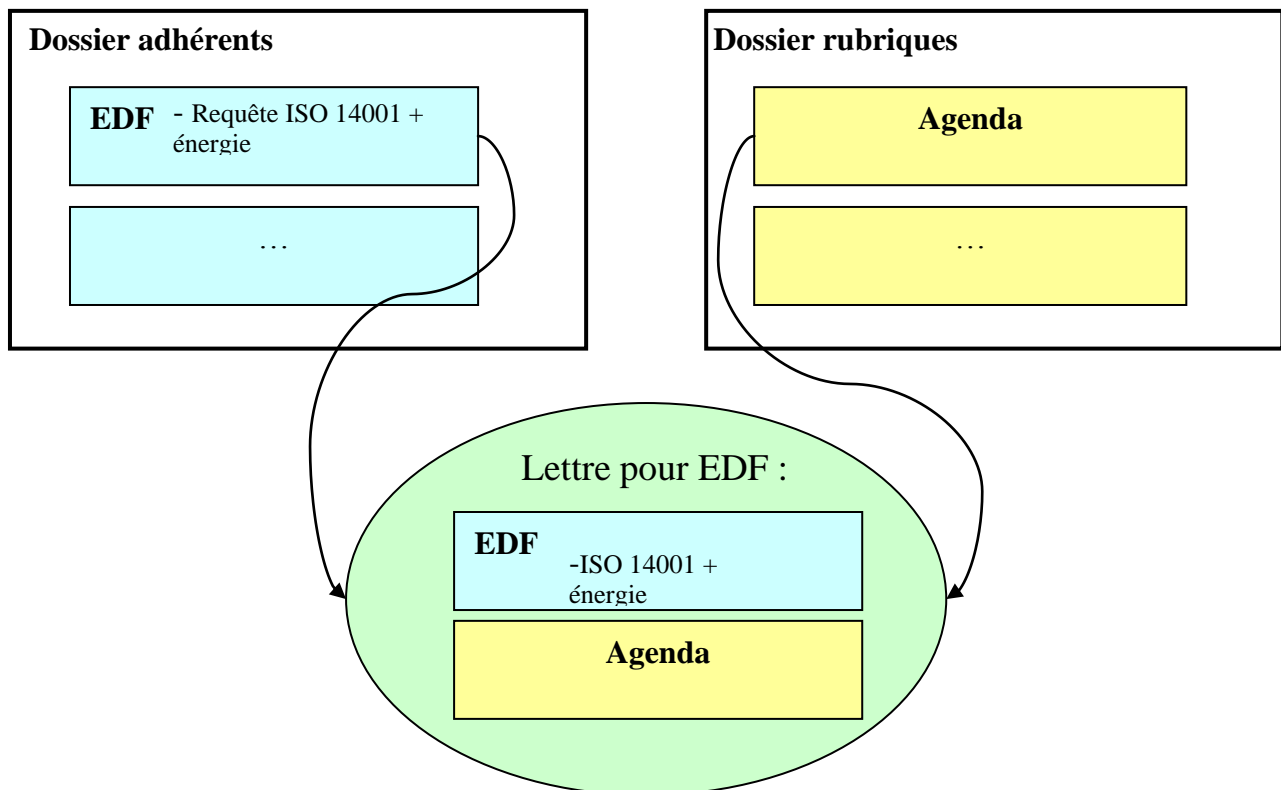 Dossier adhérents
EDF - Requête ISO 14001 +
énergie
…
Dossier rubriques
Agenda
…
Lettre pour EDF :
EDF
-ISO 14001 +
énergie
Agenda